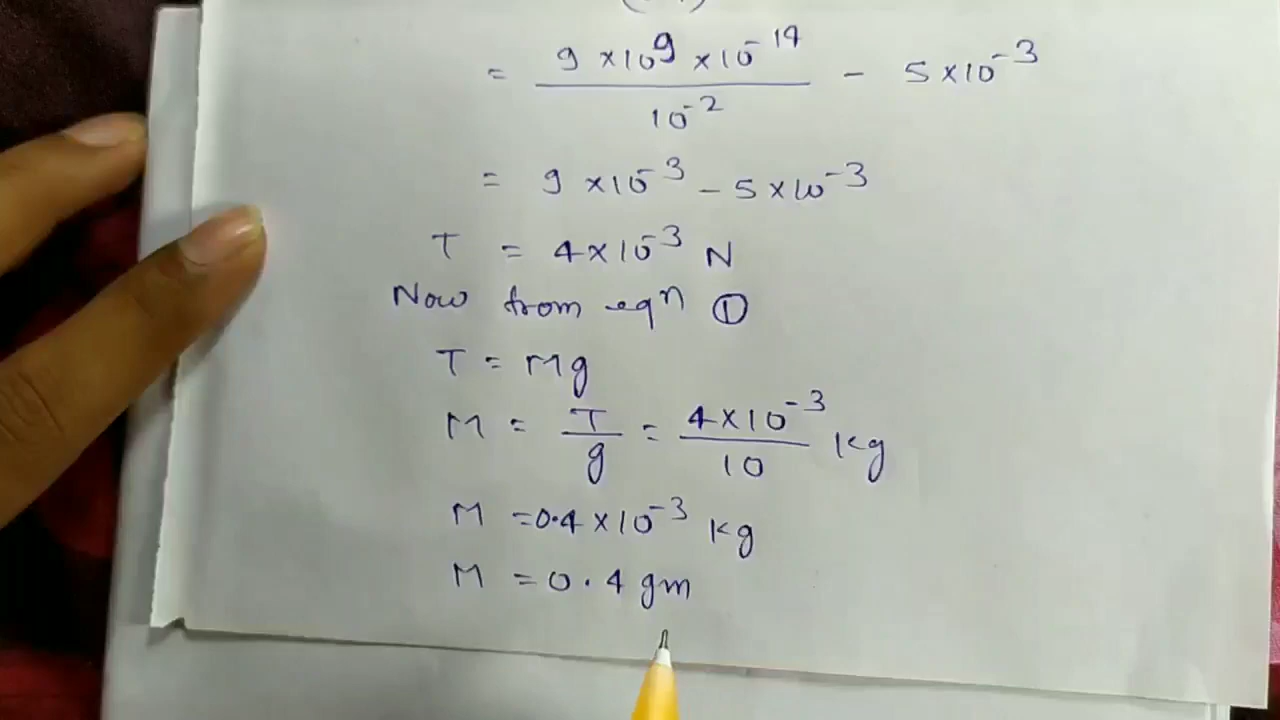 = 9 × 10^9 × 10^-14 / 10^-2 - 5 × 10^-3
= 9 × 10^-3 - 5 × 10^-3
T = 4 × 10^-3 N
Now from eqn ①
T = Mg
M = T / g = 4 × 10^-3 / 10 Kg
M = 0.4 × 10^-3 Kg
M = 0.4 gm